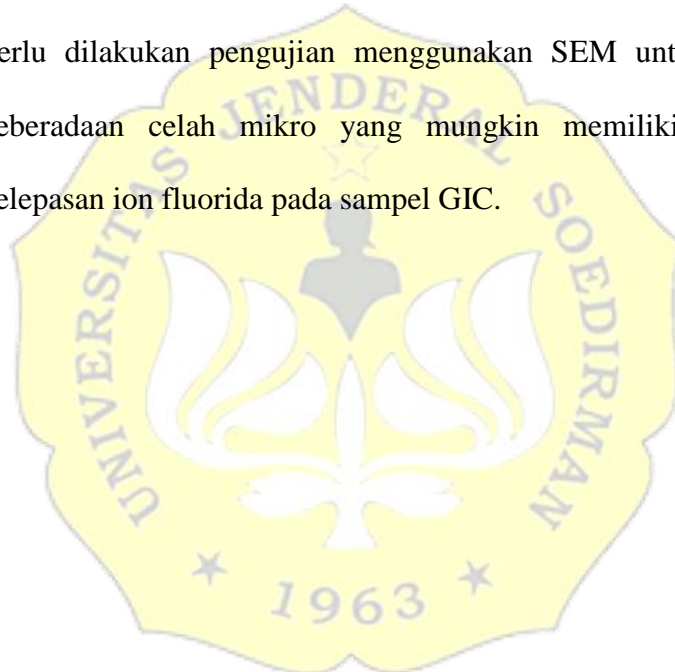 erlu dilakukan pengujian menggunakan SEM unt
eberadaan celah mikro yang mungkin memiliki
elepasan ion fluorida pada sampel GIC.
UNIVERSITAS JENDERAL SOEDIRMAN
1963